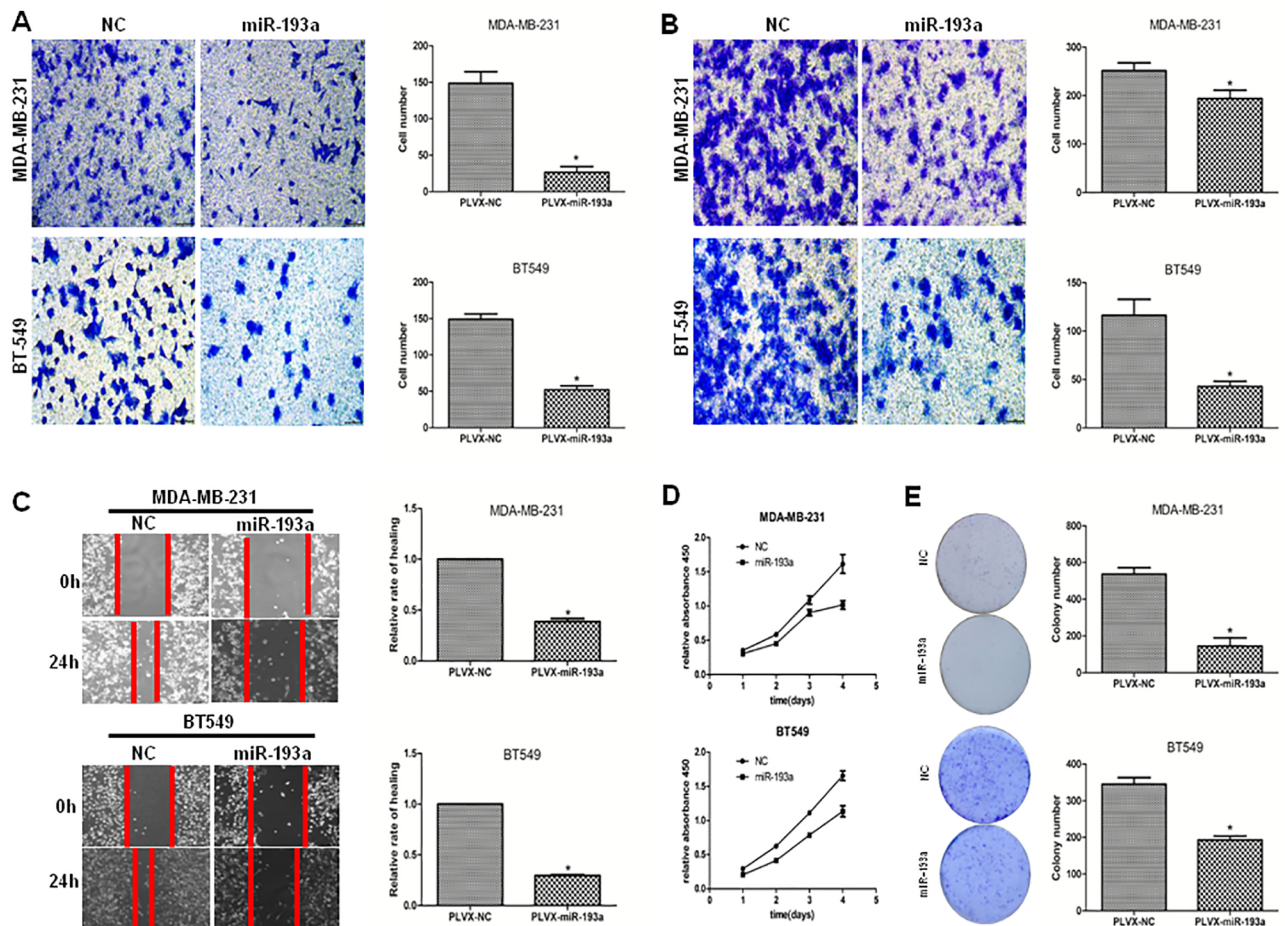 A
NC miR-193a
MDA-MB-231
BT-549
MDA-MB-231
Cell number
200
150
100
50
0
PLVX-NC PLVX-miR-193a
*
BT549
Cell number
200
150
100
50
0
PLVX-NC PLVX-miR-193a
*
B
NC miR-193a
MDA-MB-231
BT-549
MDA-MB-231
Cell number
300
200
100
0
PLVX-NC PLVX-miR-193a
*
BT549
Cell number
150
100
50
0
PLVX-NC PLVX-miR-193a
*
C
MDA-MB-231
NC miR-193a
0h
24h
BT549
NC miR-193a
0h
24h
MDA-MB-231
Relative rate of healing
1.5
1.0
0.5
0.0
PLVX-NC PLVX-miR-193a
*
BT549
Relative rate of healing
1.5
1.0
0.5
0.0
PLVX-NC PLVX-miR-193a
*
D
MDA-MB-231
NC
miR-193a
relative absorbance 450
2.0
1.5
1.0
0.5
0.0
0 1 2 3 4 5
time(days)
BT549
NC
miR-193a
relative absorbance 450
2.0
1.5
1.0
0.5
0.0
0 1 2 3 4 5
time(days)
E
NC
miR-193a
NC
miR-193a
MDA-MB-231
Colony number
800
600
400
200
0
PLVX-NC PLVX-miR-193a
*
BT549
Colony number
400
300
200
100
0
PLVX-NC PLVX-miR-193a
*